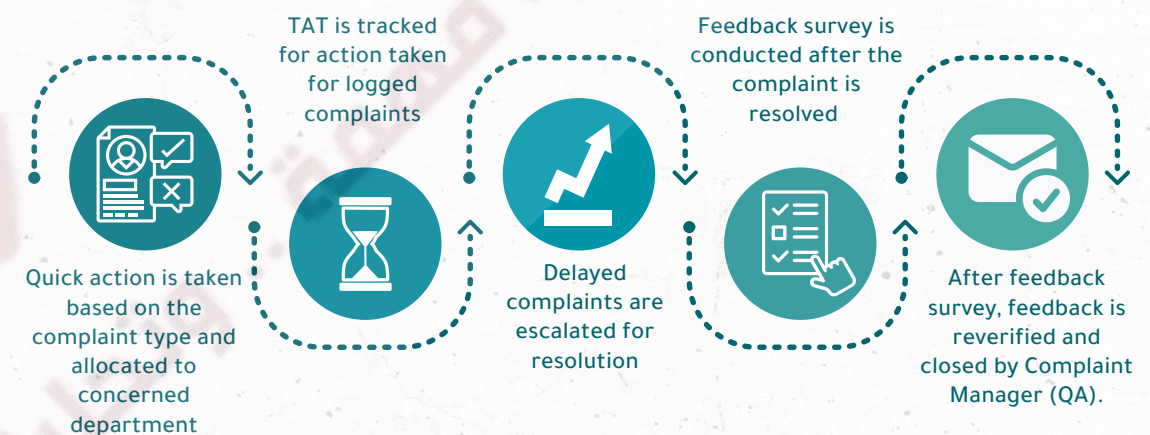 Quick action is taken
based on the
complaint type and
allocated to
concerned
department
TAT is tracked
for action taken
for logged
complaints
Delayed
complaints are
escalated for
resolution
Feedback survey is
conducted after the
complaint is
resolved
After feedback
survey, feedback is
reverified and
closed by Complaint
Manager (QA).